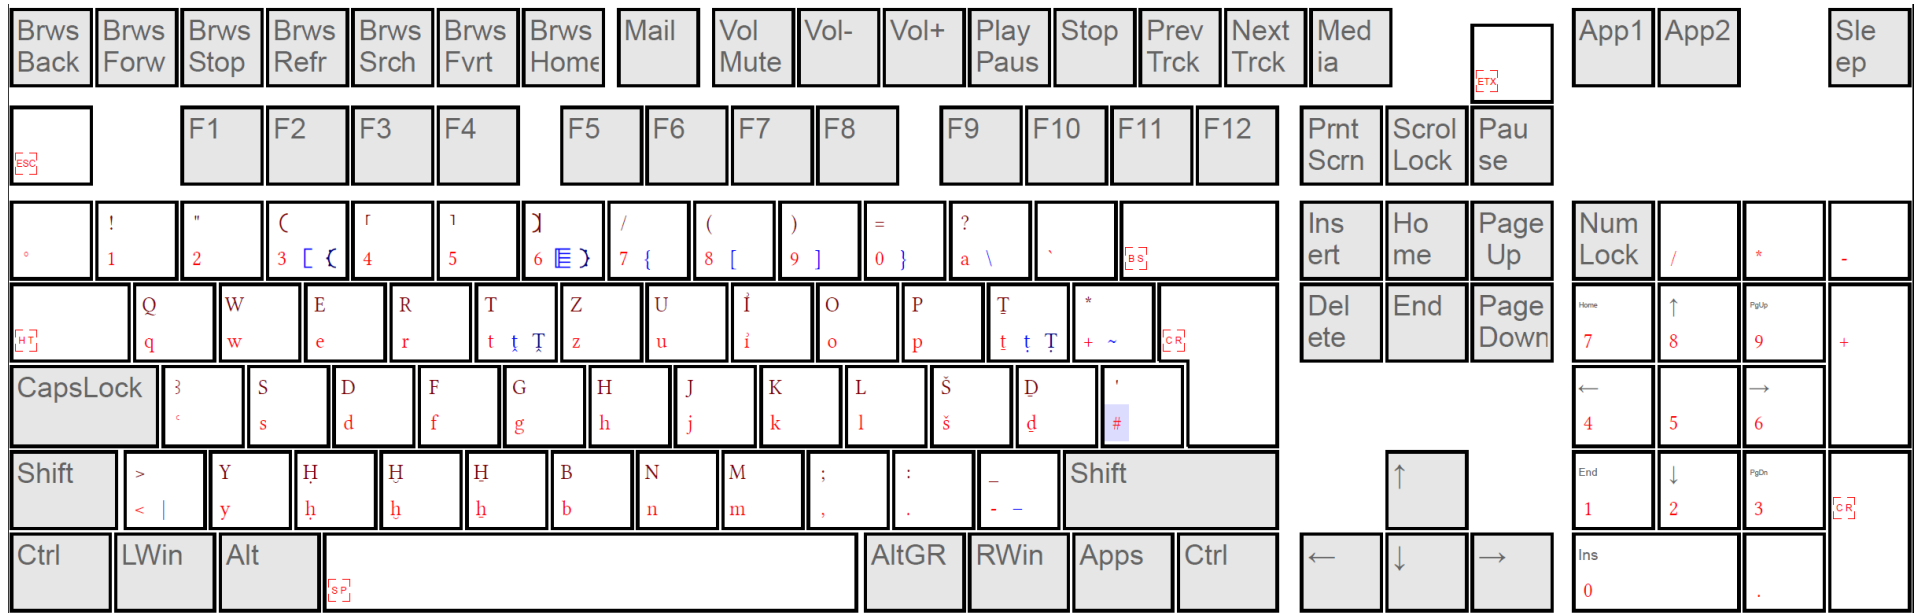 Brws Back Brws Forw Brws Stop Brws Refr Brws Srch Brws Fvrt Brws Home Mail Vol Mute Vol- Vol+ Play Paus Stop Prev Trck Next Trck Med ia ETX App1 App2 Sle ep
ESC F1 F2 F3 F4 F5 F6 F7 F8 F9 F10 F11 F12 Prnt Scrn Scrol Lock Pau se
! " ( ⸢ ⸣ / ( ) = ? Ins ert Ho me Page Up Num Lock
° 1 2 3 [ 4 5 6 7 { 8 [ 9 ] 0 } a \ ` BS / * -
Q W E R T Z U Ỉ O P Ṯ * Del ete End Page Down Home ↑ PgUp
HT q w e r t ṱ Ṱ z u ỉ o p ṯ ṭ Ṭ + ~ CR 7 8 9 +
CapsLock ꜣ S D F G H J K L Š Ḏ ' ← →
ꜥ s d f g h j k l š ḏ # 4 5 6
Shift > Y Ḥ Ḫ H̱ B N M ; : _ Shift ↑ End ↓ PgDn
< | y ḥ ḫ ẖ b n m , . - – 1 2 3 CR
Ctrl LWin Alt SP AltGR RWin Apps Ctrl ← ↓ → Ins
0 .